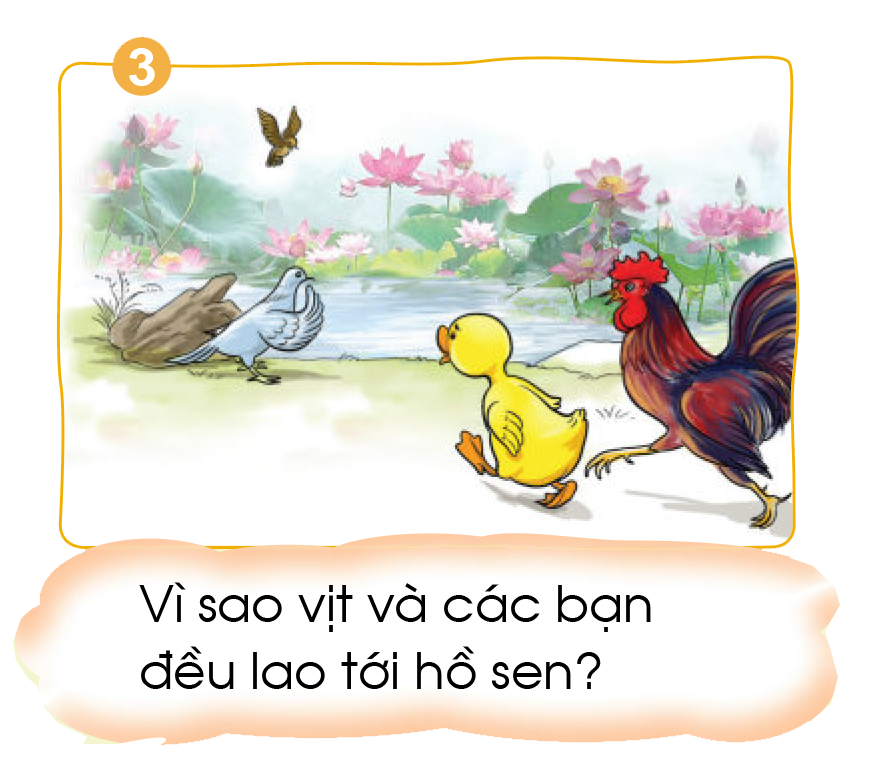 3
Vì sao vịt và các bạn
đều lao tới hồ sen?